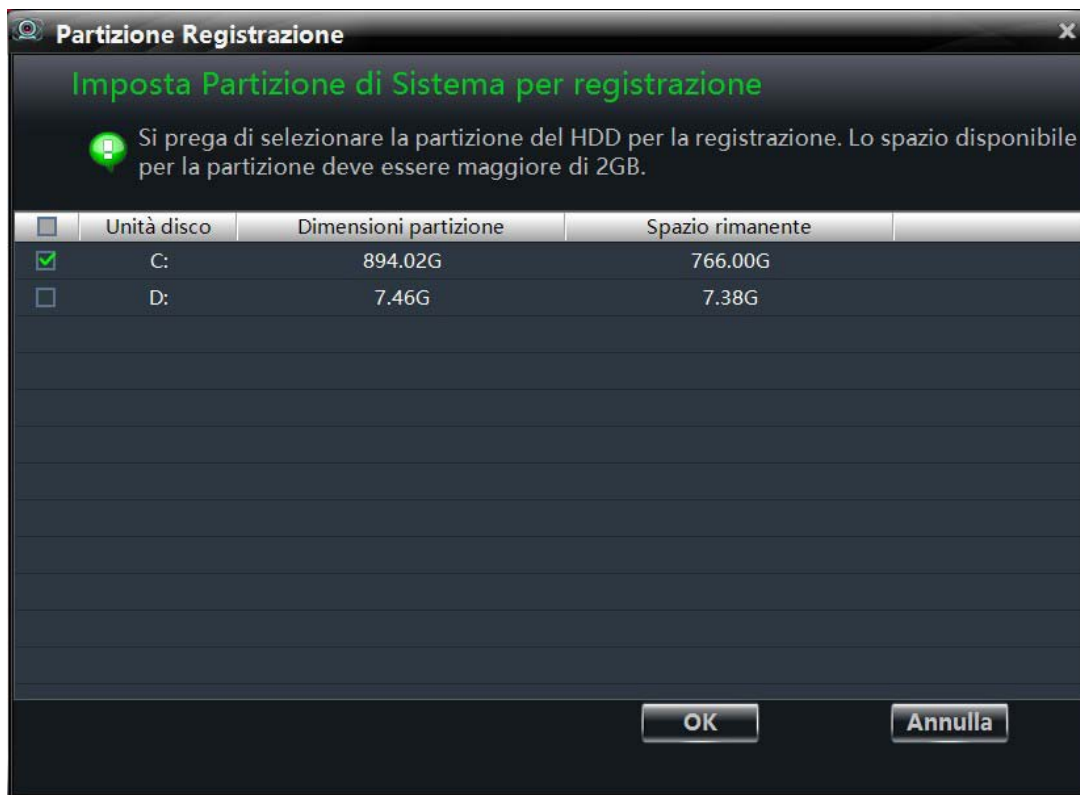 Partizione Registrazione
Imposta Partizione di Sistema per registrazione
Si prega di selezionare la partizione del HDD per la registrazione. Lo spazio disponibile
per la partizione deve essere maggiore di 2GB.
Unità disco Dimensioni partizione Spazio rimanente
C: 894.02G 766.00G
D: 7.46G 7.38G
OK Annulla